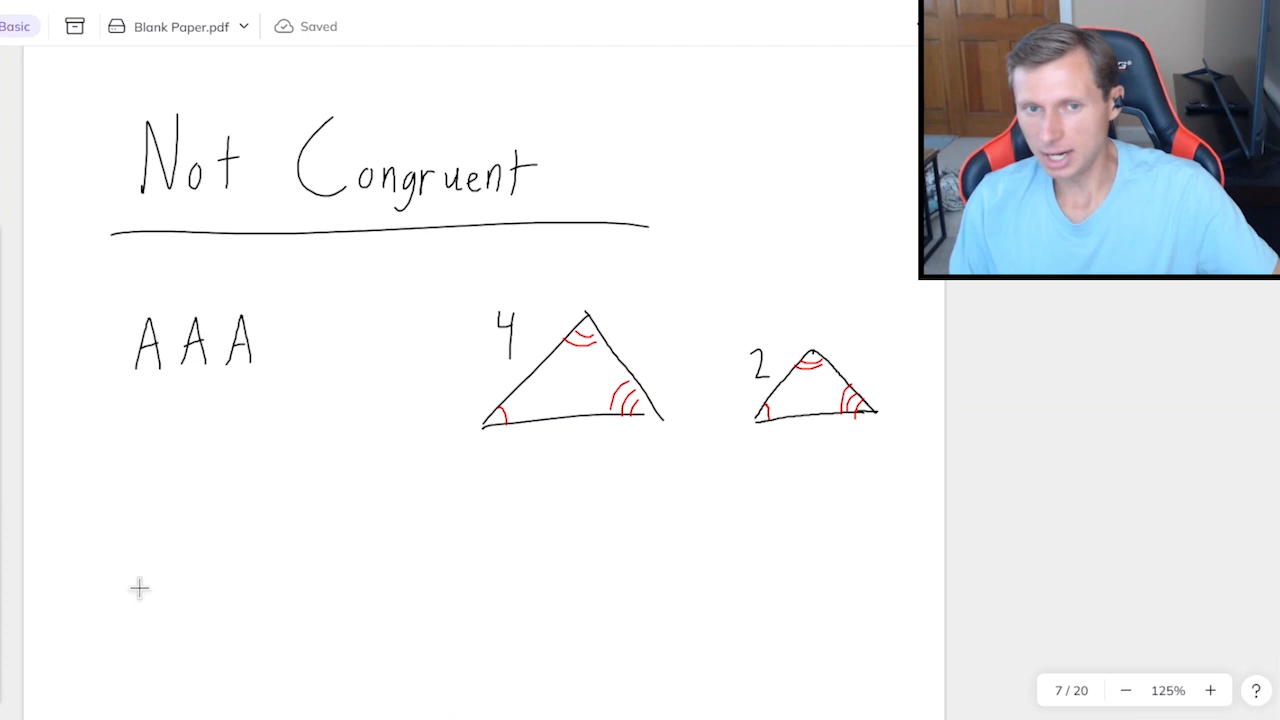 Basic Blank Paper.pdf Saved
Not Congruent
AAA
4
2
7 / 20 125% ?